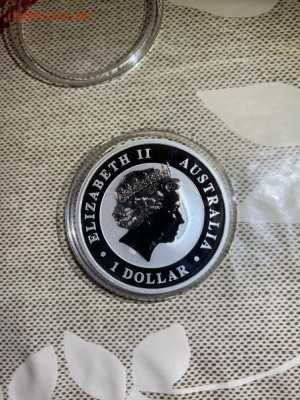 ELIZABETH II
AUSTRALIA
• 1 DOLLAR •